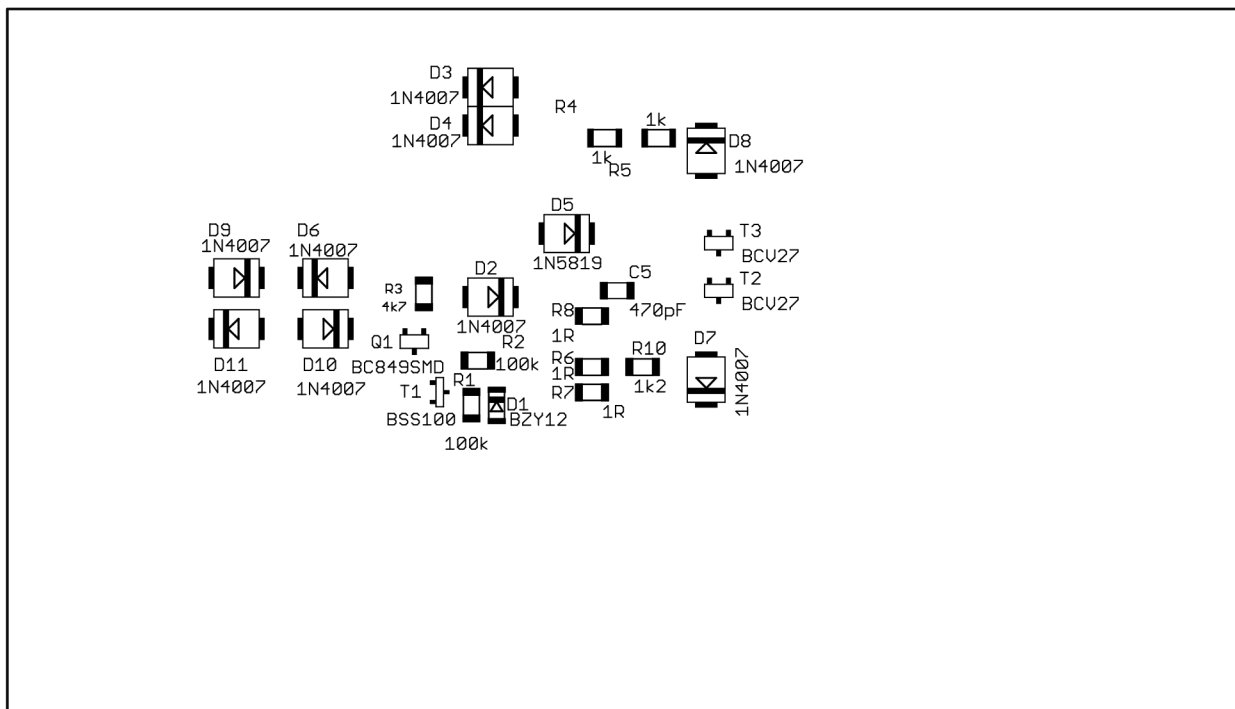 D3
1N4007
D4
1N4007
R4
1k
1k
R5
D8
1N4007
D5
1N5819
D9
1N4007
D6
1N4007
T3
BCV27
T2
BCV27
R3
4k7
D2
1N4007
C5
470pF
R8
1R
Q1
BC849SMD
R2
100k
D11
1N4007
D10
1N4007
R6
1R
R10
1k2
D7
1N4007
T1
BSS100
R1
100k
D1
BZY12
R7
1R